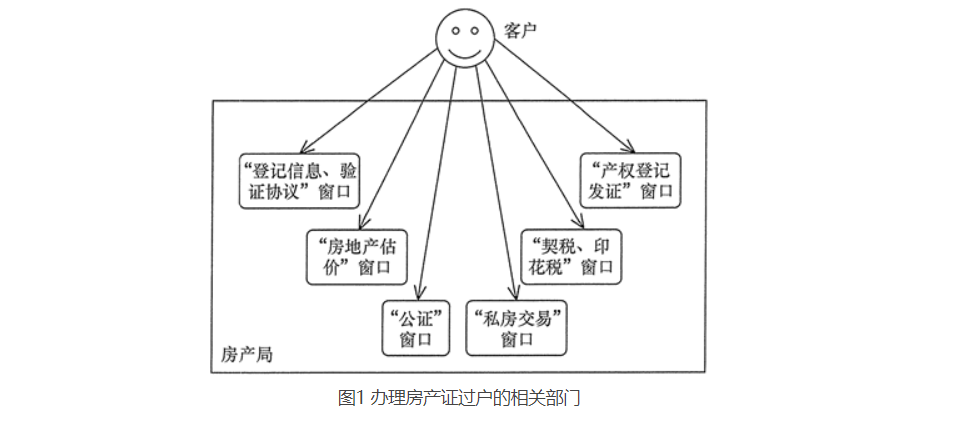 客户
“登记信息、验
证协议”窗口
“产权登记
发证”窗口
“房地产估
价”窗口
“契税、印
花税”窗口
“公证”
窗口
“私房交易”
窗口
房产局
图1 办理房产证过户的相关部门